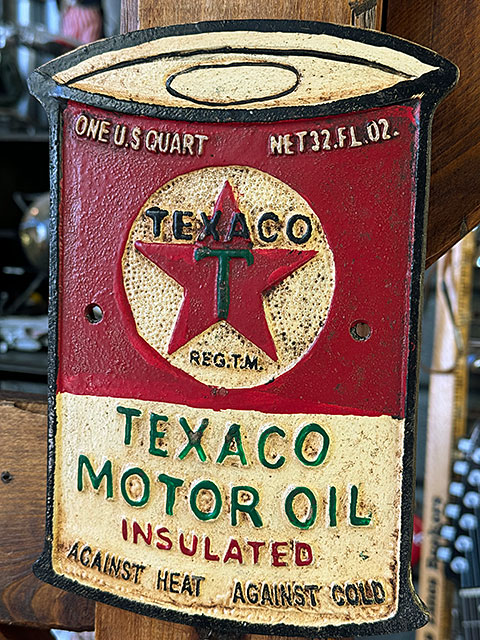 ONE U.S QUART NET 32.FL.OZ.
TEXACO
T
REG.T.M.
TEXACO
MOTOR OIL
INSULATED
AGAINST HEAT AGAINST COLD